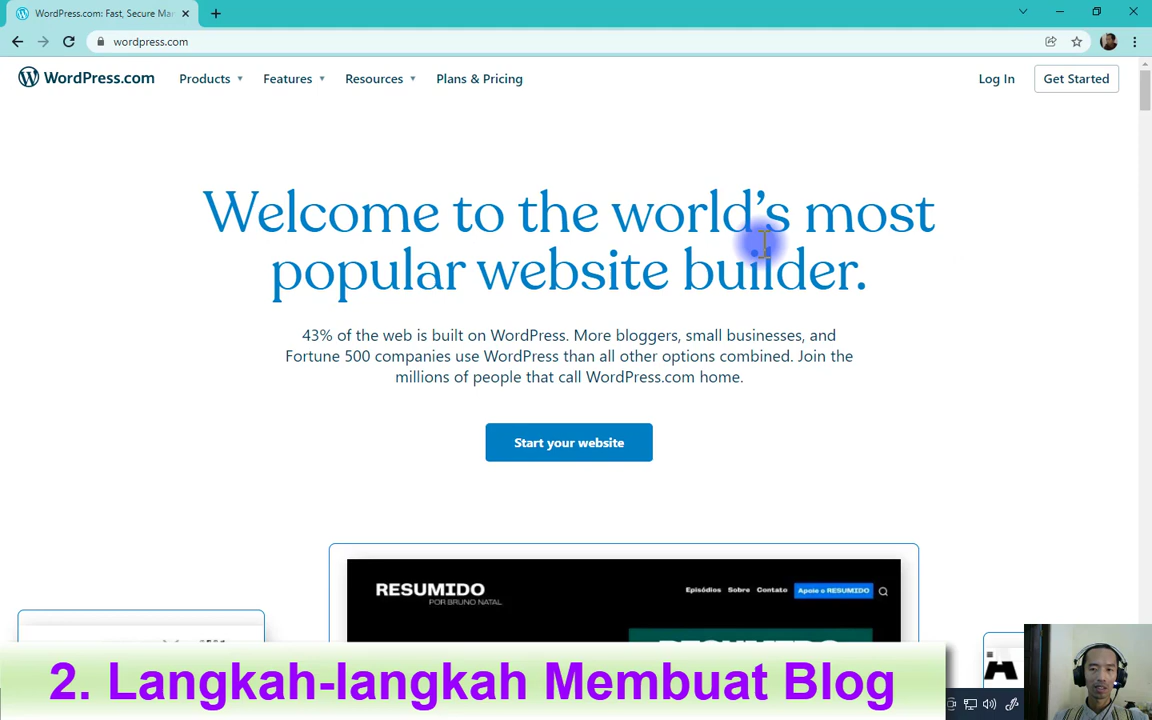 WordPress.com: Fast, Secure Mar
wordpress.com
WordPress.com Products Features Resources Plans & Pricing Log In Get Started
Welcome to the world's most
popular website builder.
43% of the web is built on WordPress. More bloggers, small businesses, and
Fortune 500 companies use WordPress than all other options combined. Join the
millions of people that call WordPress.com home.
Start your website
RESUMIDO Episódios Sobre Contato Apoie o RESUMIDO
POR BRUNO NATAL
2. Langkah-langkah Membuat Blog